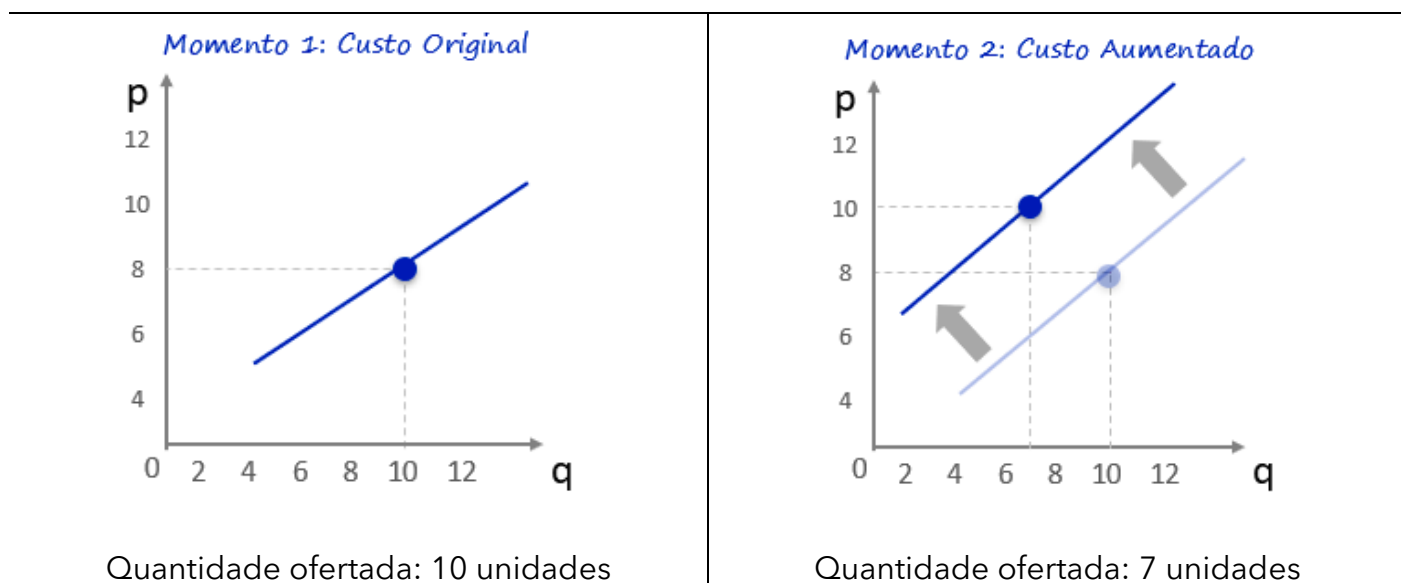 Momento 1: Custo Original
p
12
10
8
6
4
0 2 4 6 8 10 12 q
Quantidade ofertada: 10 unidades
Momento 2: Custo Aumentado
p
12
10
8
6
4
0 2 4 6 8 10 12 q
Quantidade ofertada: 7 unidades